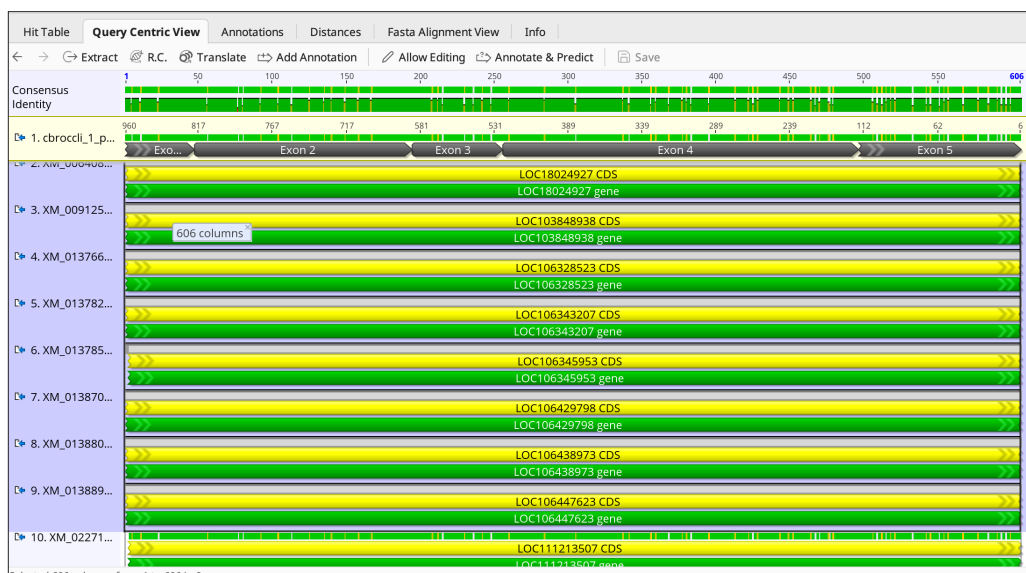 Hit Table Query Centric View Annotations Distances Fasta Alignment View Info
Extract R.C. Translate Add Annotation Allow Editing Annotate & Predict Save
1 50 100 150 200 250 300 350 400 450 500 550 606
Consensus
Identity
960 817 767 717 581 531 389 339 289 239 112 62 6
1. cbroccli_1_p...
Exo... Exon 2 Exon 3 Exon 4 Exon 5
2. XM_006408...
LOC18024927 CDS
LOC18024927 gene
3. XM_009125...
LOC103848938 CDS
606 columns
LOC103848938 gene
4. XM_013766...
LOC106328523 CDS
LOC106328523 gene
5. XM_013782...
LOC106343207 CDS
LOC106343207 gene
6. XM_013785...
LOC106345953 CDS
LOC106345953 gene
7. XM_013870...
LOC106429798 CDS
LOC106429798 gene
8. XM_013880...
LOC106438973 CDS
LOC106438973 gene
9. XM_013889...
LOC106447623 CDS
LOC106447623 gene
10. XM_02271...
LOC111213507 CDS
LOC111213507 gene